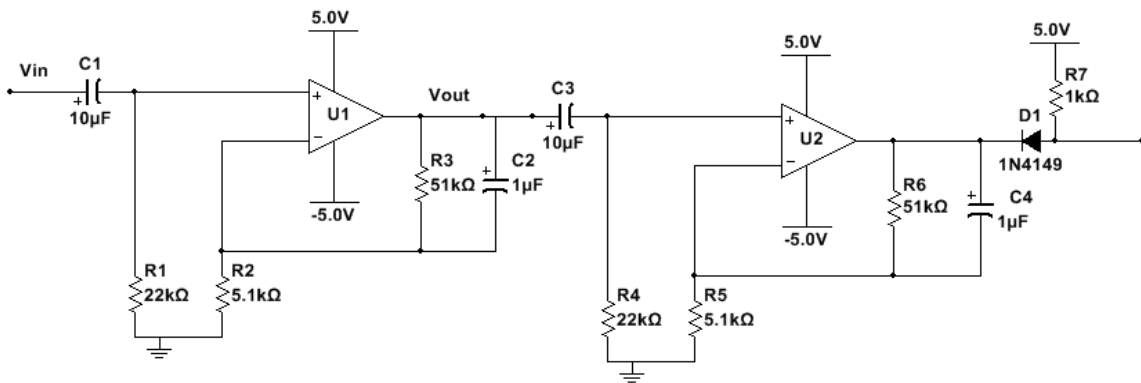 5.0V
5.0V
5.0V
Vin
C1
+
10µF
+
U1
−
-5.0V
Vout
R3
51kΩ
+
C2
1µF
C3
+
10µF
+
U2
−
-5.0V
R7
1kΩ
D1
1N4149
R6
51kΩ
+
C4
1µF
R1
22kΩ
R2
5.1kΩ
R4
22kΩ
R5
5.1kΩ